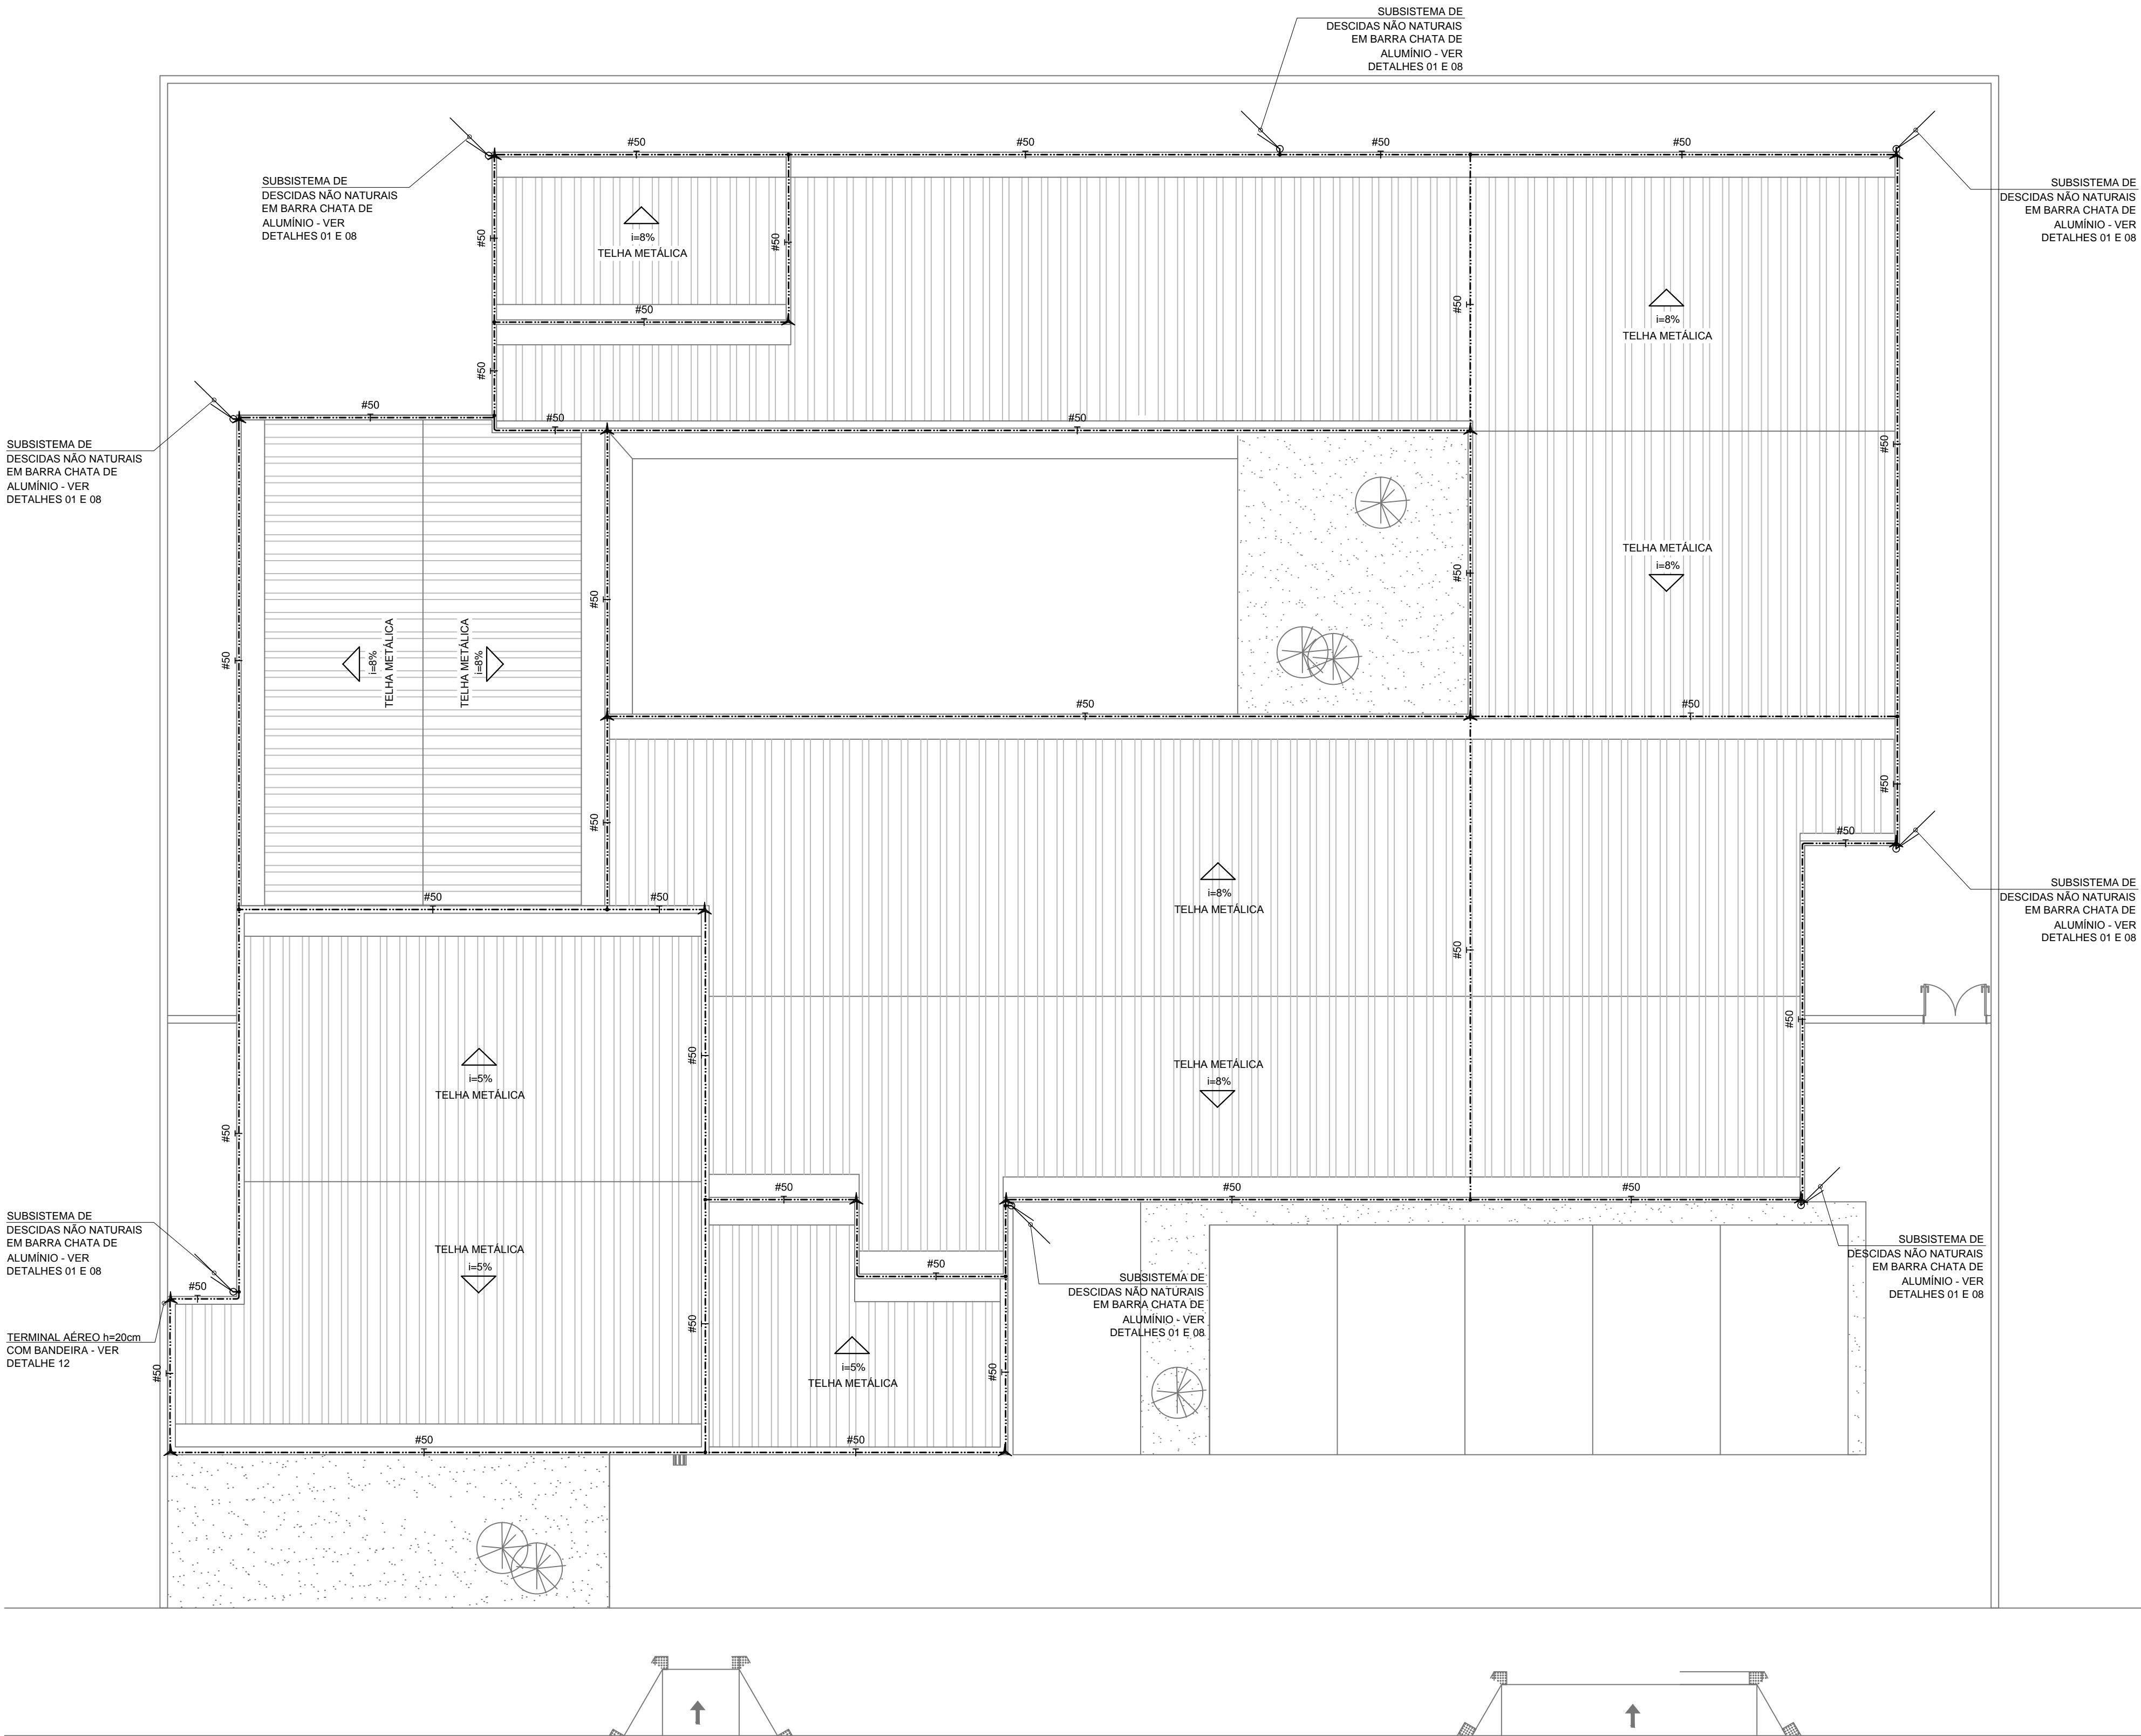 SUBSISTEMA DE
DESCIDAS NÃO NATURAIS
EM BARRA CHATA DE
ALUMÍNIO - VER
DETALHES 01 E 08
#50
#50
#50
#50
SUBSISTEMA DE
DESCIDAS NÃO NATURAIS
EM BARRA CHATA DE
ALUMÍNIO - VER
DETALHES 01 E 08
SUBSISTEMA DE
DESCIDAS NÃO NATURAIS
EM BARRA CHATA DE
ALUMÍNIO - VER
DETALHES 01 E 08
#50
i=8%
TELHA METÁLICA
#50
#50
#50
i=8%
TELHA METÁLICA
#50
#50
#50
#50
#50
SUBSISTEMA DE
DESCIDAS NÃO NATURAIS
EM BARRA CHATA DE
ALUMÍNIO - VER
DETALHES 01 E 08
TELHA METÁLICA
i=8%
#50
#50
#50
i=8%
TELHA METÁLICA
TELHA METÁLICA
i=8%
#50
#50
#50
#50
#50
#50
SUBSISTEMA DE
DESCIDAS NÃO NATURAIS
EM BARRA CHATA DE
ALUMÍNIO - VER
DETALHES 01 E 08
i=8%
TELHA METÁLICA
#50
#50
#50
#50
#50
i=5%
TELHA METÁLICA
TELHA METÁLICA
i=8%
#50
#50
#50
#50
SUBSISTEMA DE
DESCIDAS NÃO NATURAIS
EM BARRA CHATA DE
ALUMÍNIO - VER
DETALHES 01 E 08
TELHA METÁLICA
i=5%
#50
#50
SUBSISTEMA DE
DESCIDAS NÃO NATURAIS
EM BARRA CHATA DE
ALUMÍNIO - VER
DETALHES 01 E 08
SUBSISTEMA DE
DESCIDAS NÃO NATURAIS
EM BARRA CHATA DE
ALUMÍNIO - VER
DETALHES 01 E 08
TERMINAL AÉREO h=20cm
COM BANDEIRA - VER
DETALHE 12
#50
#50
i=5%
TELHA METÁLICA
#50
#50
#50